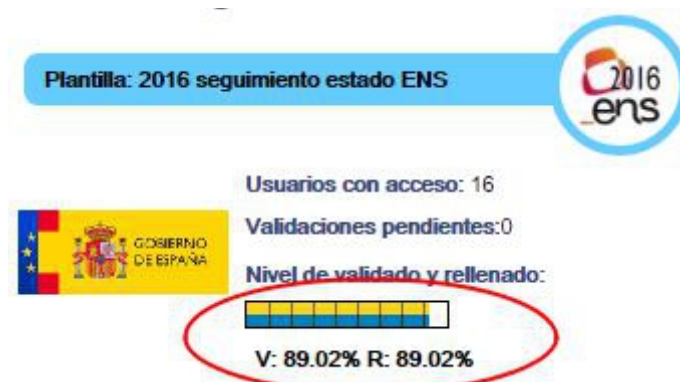 Plantilla: 2016 seguimiento estado ENS
2016
ens
Usuarios con acceso: 16
Validaciones pendientes:0
GOBIERNO
DE ESPAÑA
Nivel de validado y rellenado:
V: 89.02% R: 89.02%